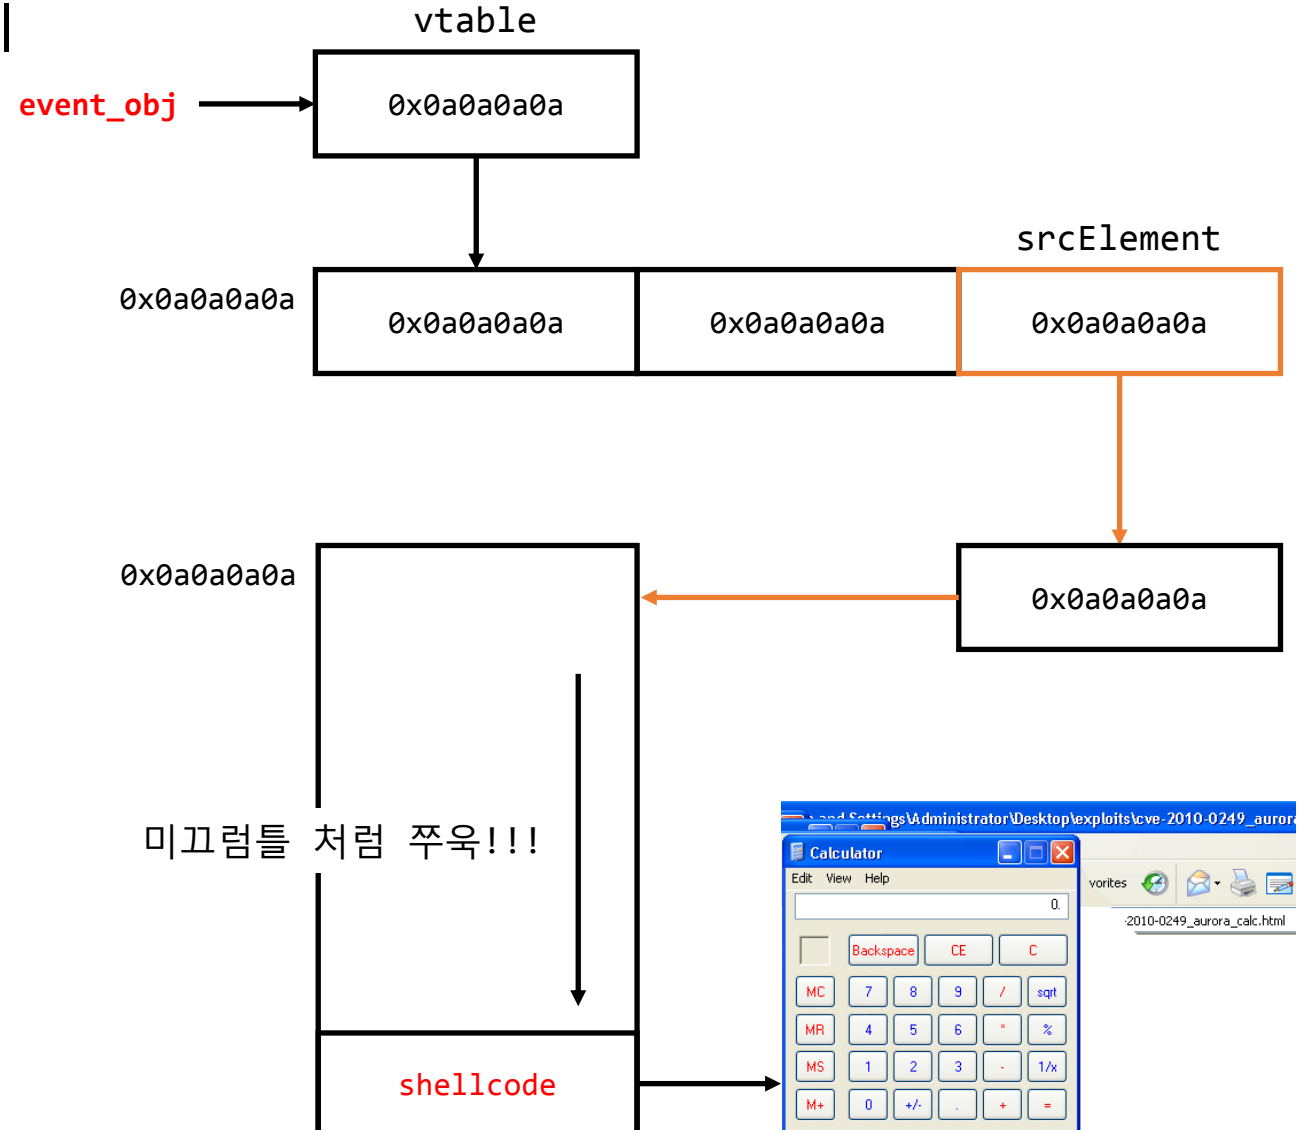 vtable
event_obj
0x0a0a0a0a
srcElement
0x0a0a0a0a
0x0a0a0a0a
0x0a0a0a0a
0x0a0a0a0a
0x0a0a0a0a
0x0a0a0a0a
미끄럼틀 처럼 쭈욱!!!
shellcode
and Settings\Administrator\Desktop\exploits\cve-2010-0249_aurora
Calculator
Edit View Help
vorites
0.
-2010-0249_aurora_calc.html
Backspace CE C
MC 7 8 9 / sqrt
MR 4 5 6 * %
MS 1 2 3 - 1/x
M+ 0 +/- . + =